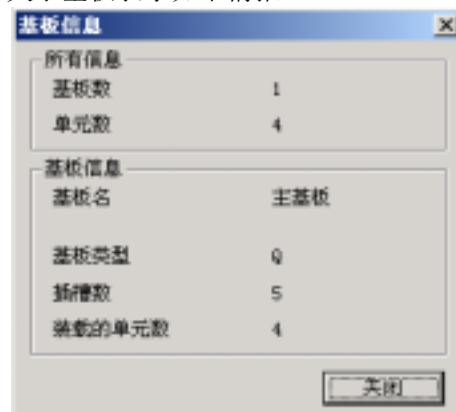 基板信息
所有信息
基板数 1
单元数 4
基板信息
基板名 主基板
基板类型 Q
插槽数 5
装载的单元数 4
关闭